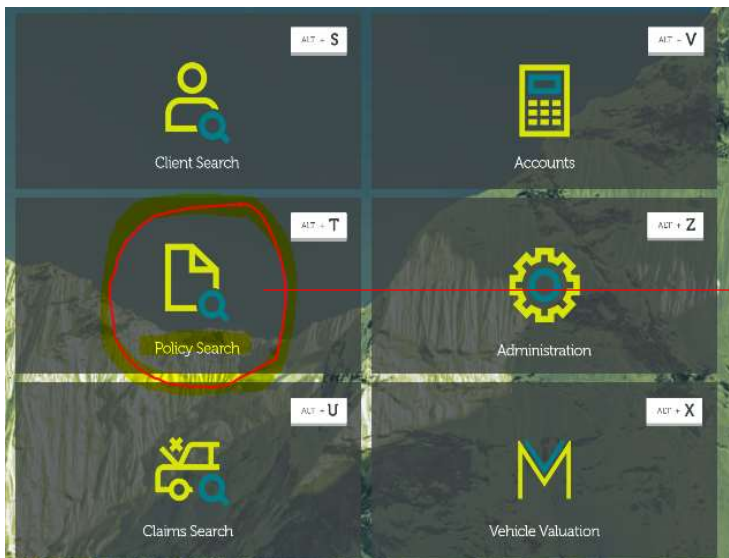 ALT + S
Client Search
ALT + V
Accounts
ALT + T
Policy Search
ALT + Z
Administration
ALT + U
Claims Search
ALT + X
Vehicle Valuation